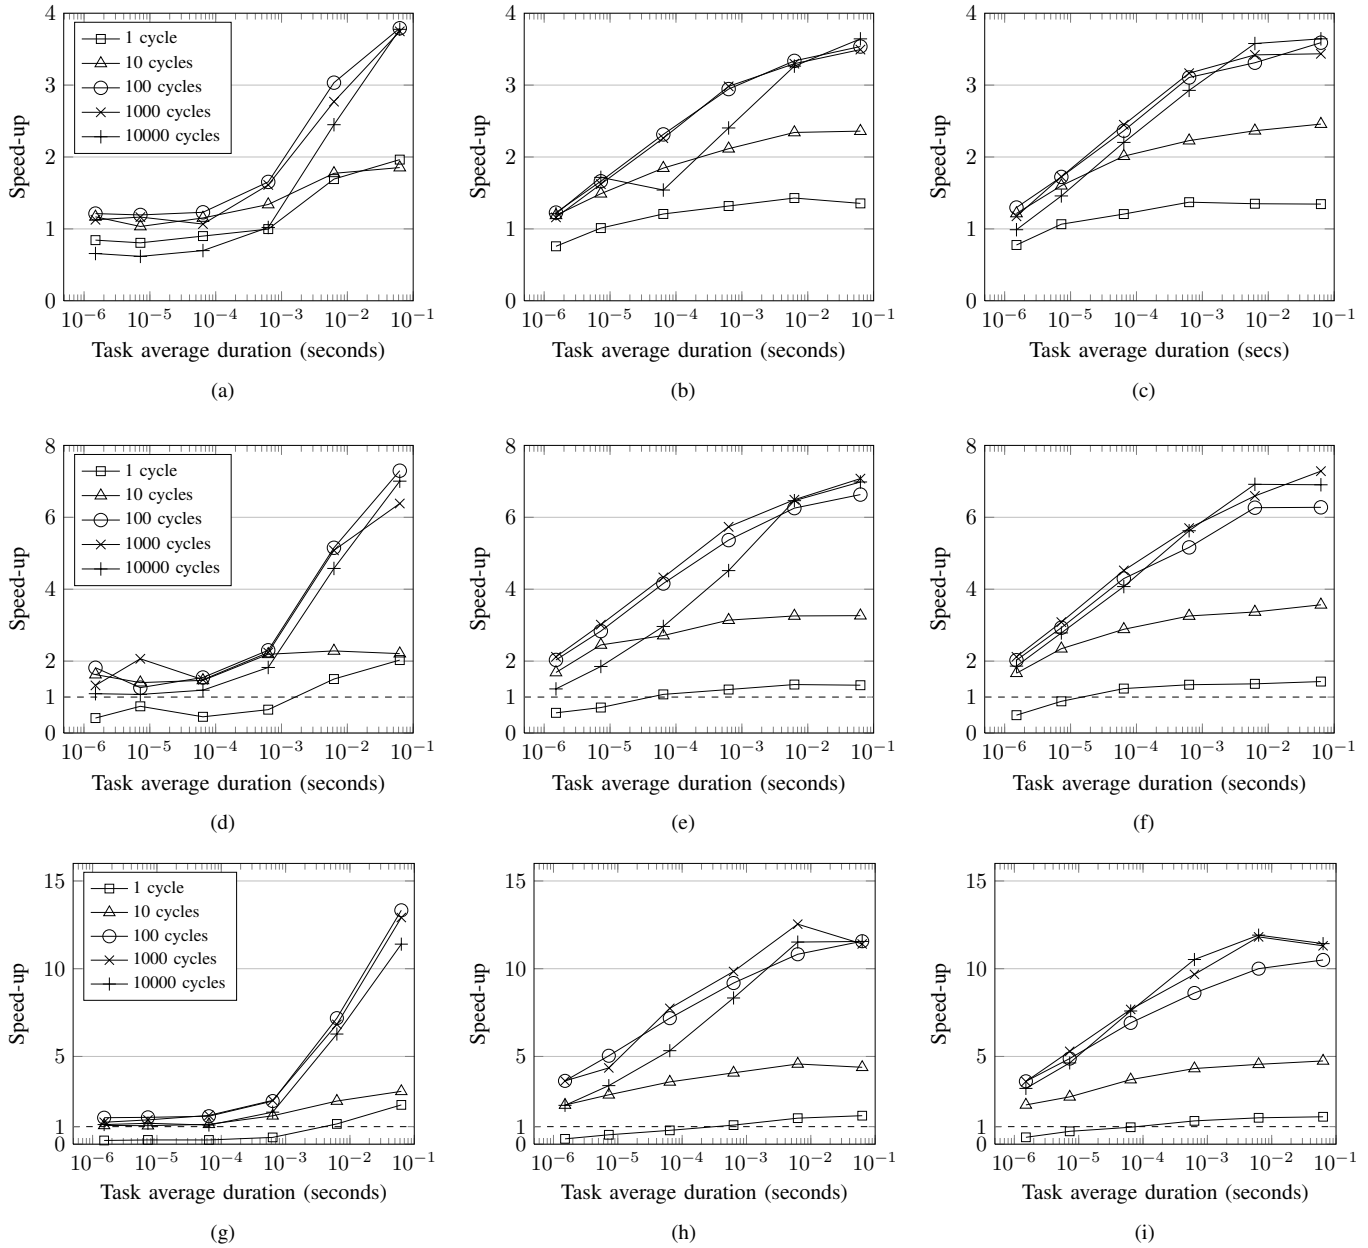 4
3
2
1
0
Speed-up
1 cycle
10 cycles
100 cycles
1000 cycles
10000 cycles
10⁻⁶ 10⁻⁵ 10⁻⁴ 10⁻³ 10⁻² 10⁻¹
Task average duration (seconds)
(a)
4
3
2
1
0
Speed-up
10⁻⁶ 10⁻⁵ 10⁻⁴ 10⁻³ 10⁻² 10⁻¹
Task average duration (seconds)
(b)
4
3
2
1
0
Speed-up
10⁻⁶ 10⁻⁵ 10⁻⁴ 10⁻³ 10⁻² 10⁻¹
Task average duration (secs)
(c)
8
6
4
2
1
0
Speed-up
1 cycle
10 cycles
100 cycles
1000 cycles
10000 cycles
10⁻⁶ 10⁻⁵ 10⁻⁴ 10⁻³ 10⁻² 10⁻¹
Task average duration (seconds)
(d)
8
6
4
2
1
0
Speed-up
10⁻⁶ 10⁻⁵ 10⁻⁴ 10⁻³ 10⁻² 10⁻¹
Task average duration (seconds)
(e)
8
6
4
2
1
0
Speed-up
10⁻⁶ 10⁻⁵ 10⁻⁴ 10⁻³ 10⁻² 10⁻¹
Task average duration (seconds)
(f)
15
10
5
1
0
Speed-up
1 cycle
10 cycles
100 cycles
1000 cycles
10000 cycles
10⁻⁶ 10⁻⁵ 10⁻⁴ 10⁻³ 10⁻² 10⁻¹
Task average duration (seconds)
(g)
15
10
5
1
0
Speed-up
10⁻⁶ 10⁻⁵ 10⁻⁴ 10⁻³ 10⁻² 10⁻¹
Task average duration (seconds)
(h)
15
10
5
1
0
Speed-up
10⁻⁶ 10⁻⁵ 10⁻⁴ 10⁻³ 10⁻² 10⁻¹
Task average duration (seconds)
(i)